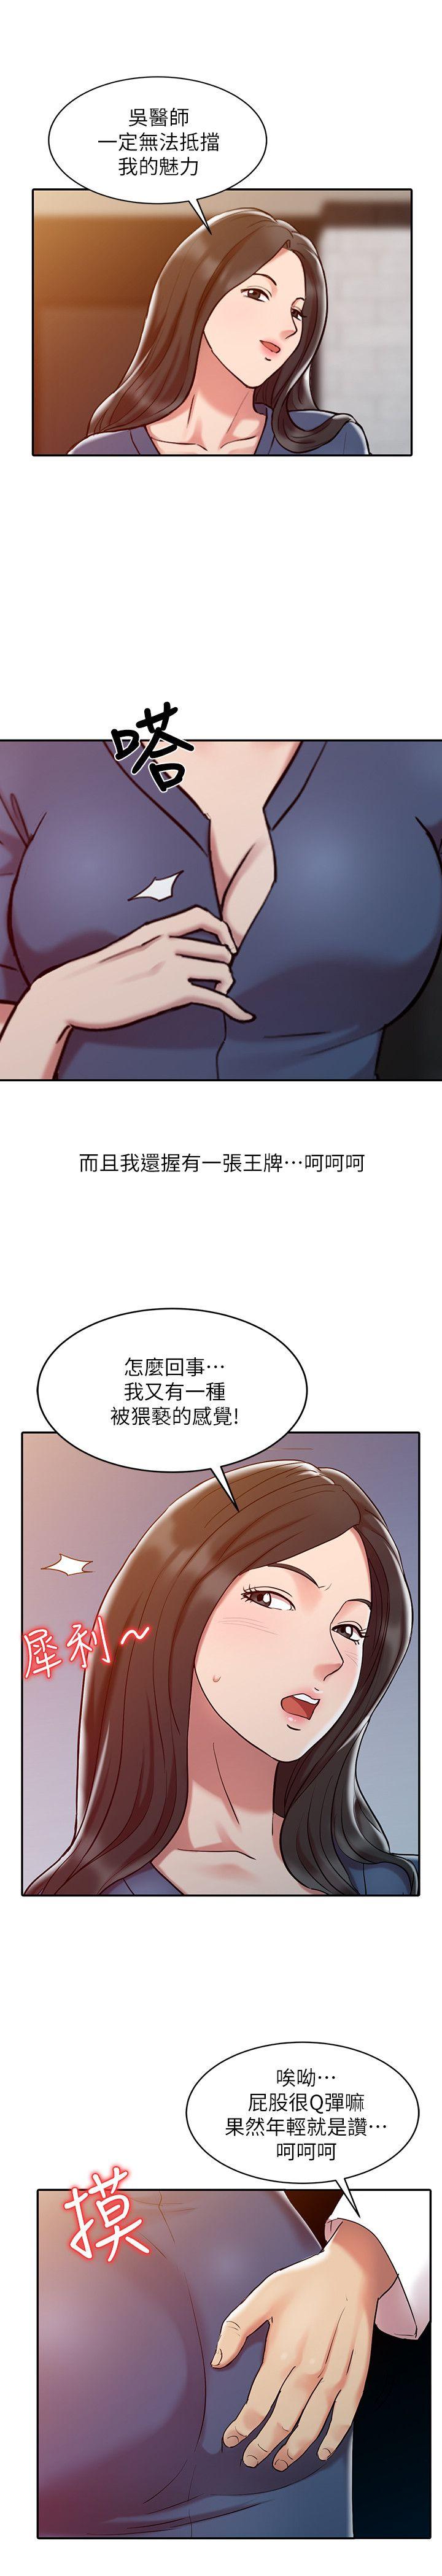 吳醫師
一定無法抵擋
我的魅力
嗒
而且我還握有一張王牌⋯呵呵呵
怎麼回事⋯
我又有一種
被猥褻的感覺!
犀利~
唉呦⋯
屁股很Q彈嘛
果然年輕就是讚⋯
呵呵呵
摸